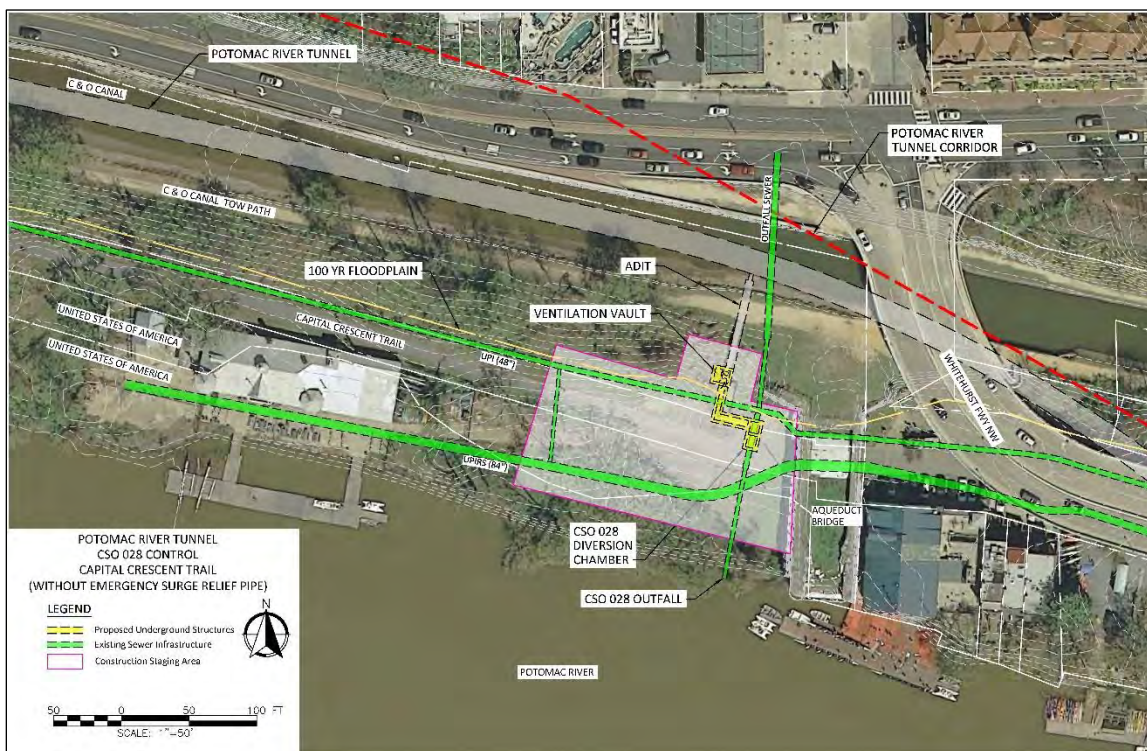 POTOMAC RIVER TUNNEL
C & O CANAL
POTOMAC RIVER
TUNNEL CORRIDOR
OUTFALL SEWER
C & O CANAL TOW PATH
ADIT
100 YR FLOODPLAIN
VENTILATION VAULT
UNITED STATES OF AMERICA
CAPITAL CRESCENT TRAIL
UNITED STATES OF AMERICA
UPI (48")
WHITEHURST FWY NW
UPIRS (84")
AQUEDUCT
BRIDGE
CSO 028
DIVERSION
CHAMBER
CSO 028 OUTFALL
POTOMAC RIVER
POTOMAC RIVER TUNNEL
CSO 028 CONTROL
CAPITAL CRESCENT TRAIL
(WITHOUT EMERGENCY SURGE RELIEF PIPE)
LEGEND
N
Proposed Underground Structures
Existing Sewer Infrastructure
Construction Staging Area
50 0 50 100 FT
SCALE: 1"=50'